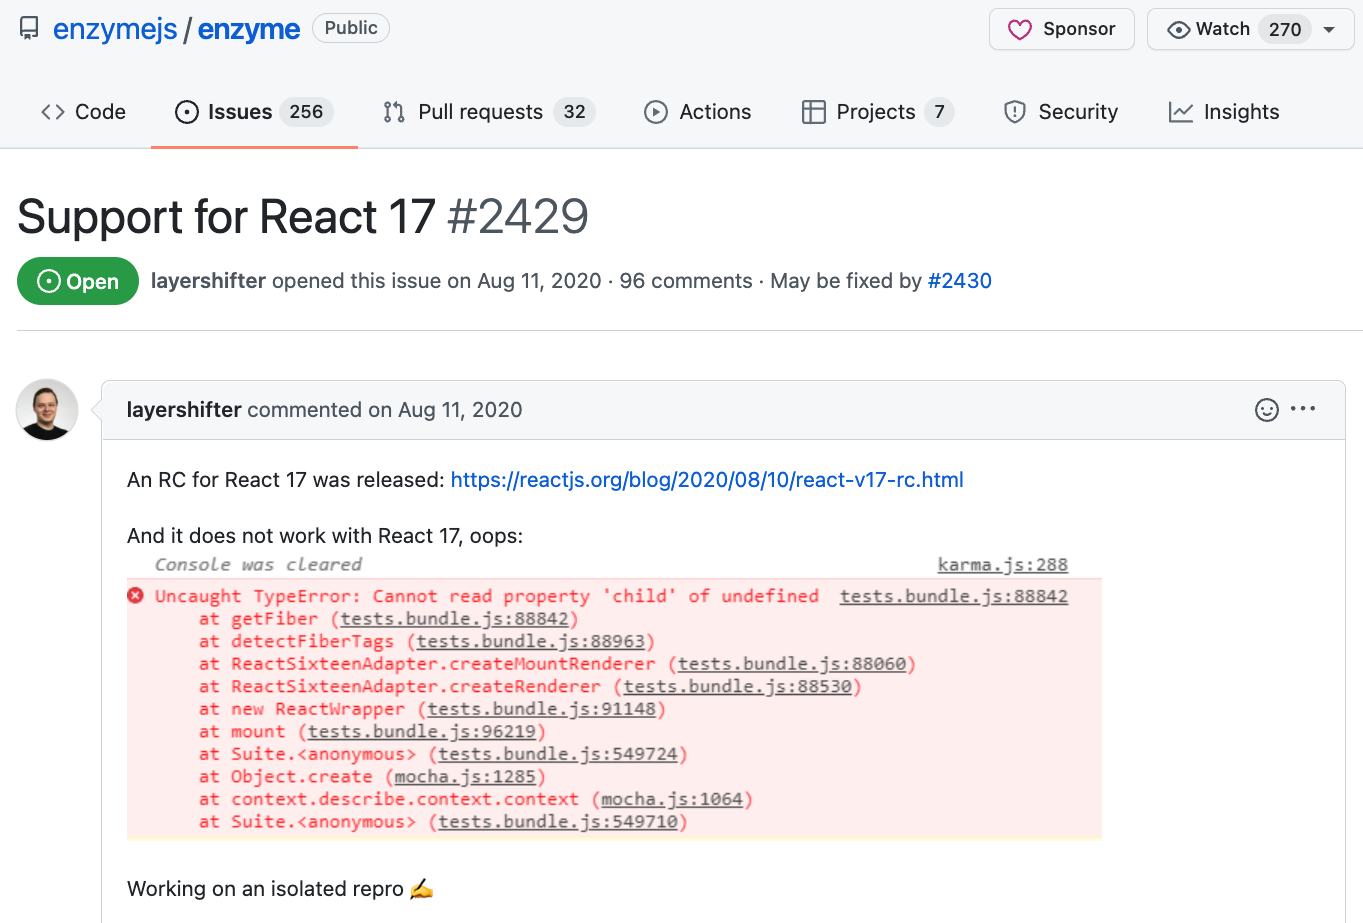 enzymejs / enzyme Public Sponsor Watch 270
Code Issues 256 Pull requests 32 Actions Projects 7 Security Insights
Support for React 17 #2429
Open layershifter opened this issue on Aug 11, 2020 · 96 comments · May be fixed by #2430
layershifter commented on Aug 11, 2020
An RC for React 17 was released: https://reactjs.org/blog/2020/08/10/react-v17-rc.html
And it does not work with React 17, oops:
Console was cleared karma.js:288
Uncaught TypeError: Cannot read property 'child' of undefined tests.bundle.js:88842
at getFiber (tests.bundle.js:88842)
at detectFiberTags (tests.bundle.js:88963)
at ReactSixteenAdapter.createMountRenderer (tests.bundle.js:88060)
at ReactSixteenAdapter.createRenderer (tests.bundle.js:88530)
at new ReactWrapper (tests.bundle.js:91148)
at mount (tests.bundle.js:96219)
at Suite.<anonymous> (tests.bundle.js:549724)
at Object.create (mocha.js:1285)
at context.describe.context.context (mocha.js:1064)
at Suite.<anonymous> (tests.bundle.js:549710)
Working on an isolated repro ✍️